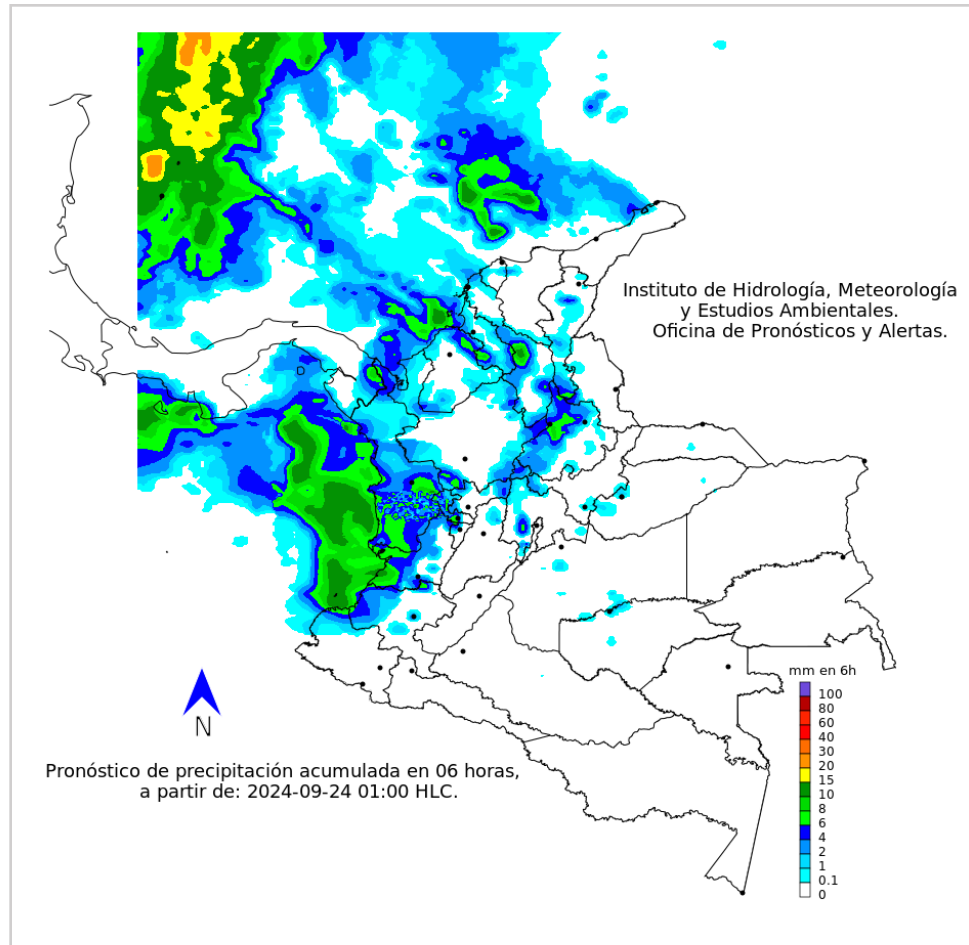 Instituto de Hidrología, Meteorología
y Estudios Ambientales.
Oficina de Pronósticos y Alertas.
mm en 6h
100
80
60
40
30
20
15
10
8
6
4
2
1
0.1
0
N
Pronóstico de precipitación acumulada en 06 horas,
a partir de: 2024-09-24 01:00 HLC.